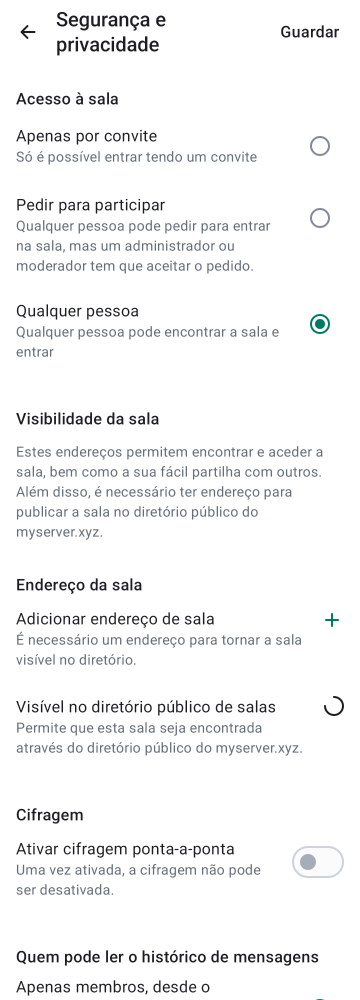 Segurança e
privacidade
Guardar
Acesso à sala
Apenas por convite
Só é possível entrar tendo um convite
Pedir para participar
Qualquer pessoa pode pedir para entrar
na sala, mas um administrador ou
moderador tem que aceitar o pedido.
Qualquer pessoa
Qualquer pessoa pode encontrar a sala e
entrar
Visibilidade da sala
Estes endereços permitem encontrar e aceder a
sala, bem como a sua fácil partilha com outros.
Além disso, é necessário ter endereço para
publicar a sala no diretório público do
myserver.xyz.
Endereço da sala
Adicionar endereço de sala
É necessário um endereço para tornar a sala
visível no diretório.
Visível no diretório público de salas
Permite que esta sala seja encontrada
através do diretório público do myserver.xyz.
Cifragem
Ativar cifragem ponta-a-ponta
Uma vez ativada, a cifragem não pode
ser desativada.
Quem pode ler o histórico de mensagens
Apenas membros, desde o